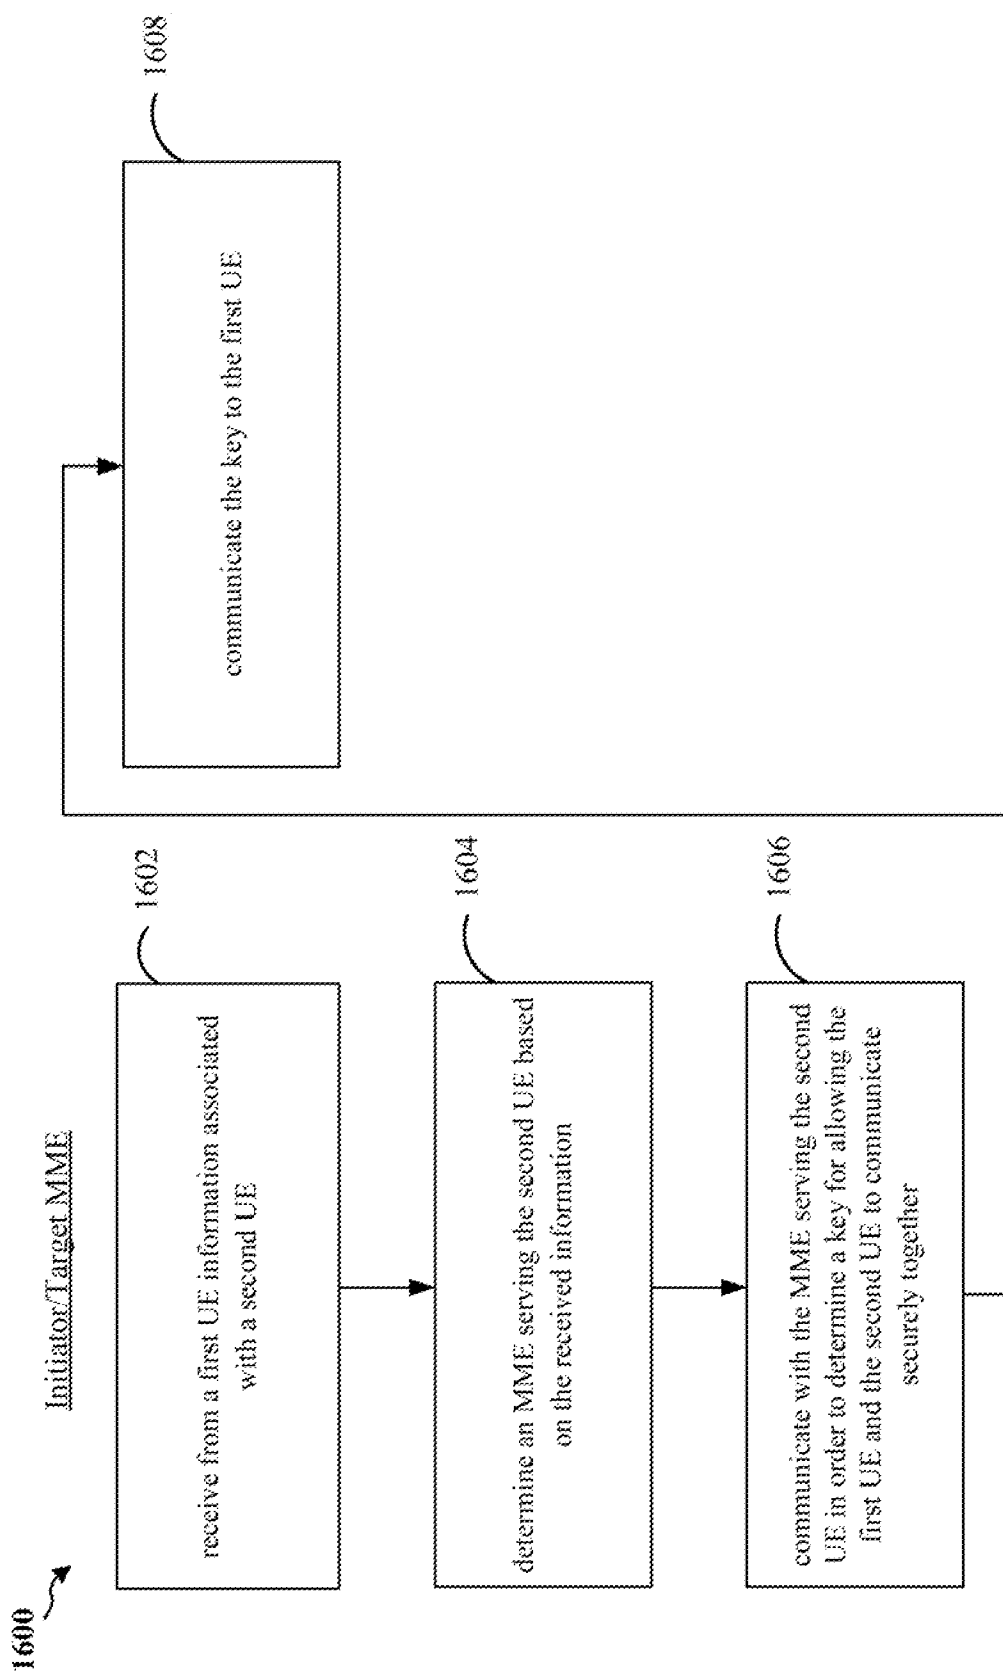 1600
Initiator/Target MME
1602
receive from a first UE information associated
with a second UE
1604
determine an MME serving the second UE based
on the received information
1606
communicate with the MME serving the second
UE in order to determine a key for allowing the
first UE and the second UE to communicate
securely together
1608
communicate the key to the first UE